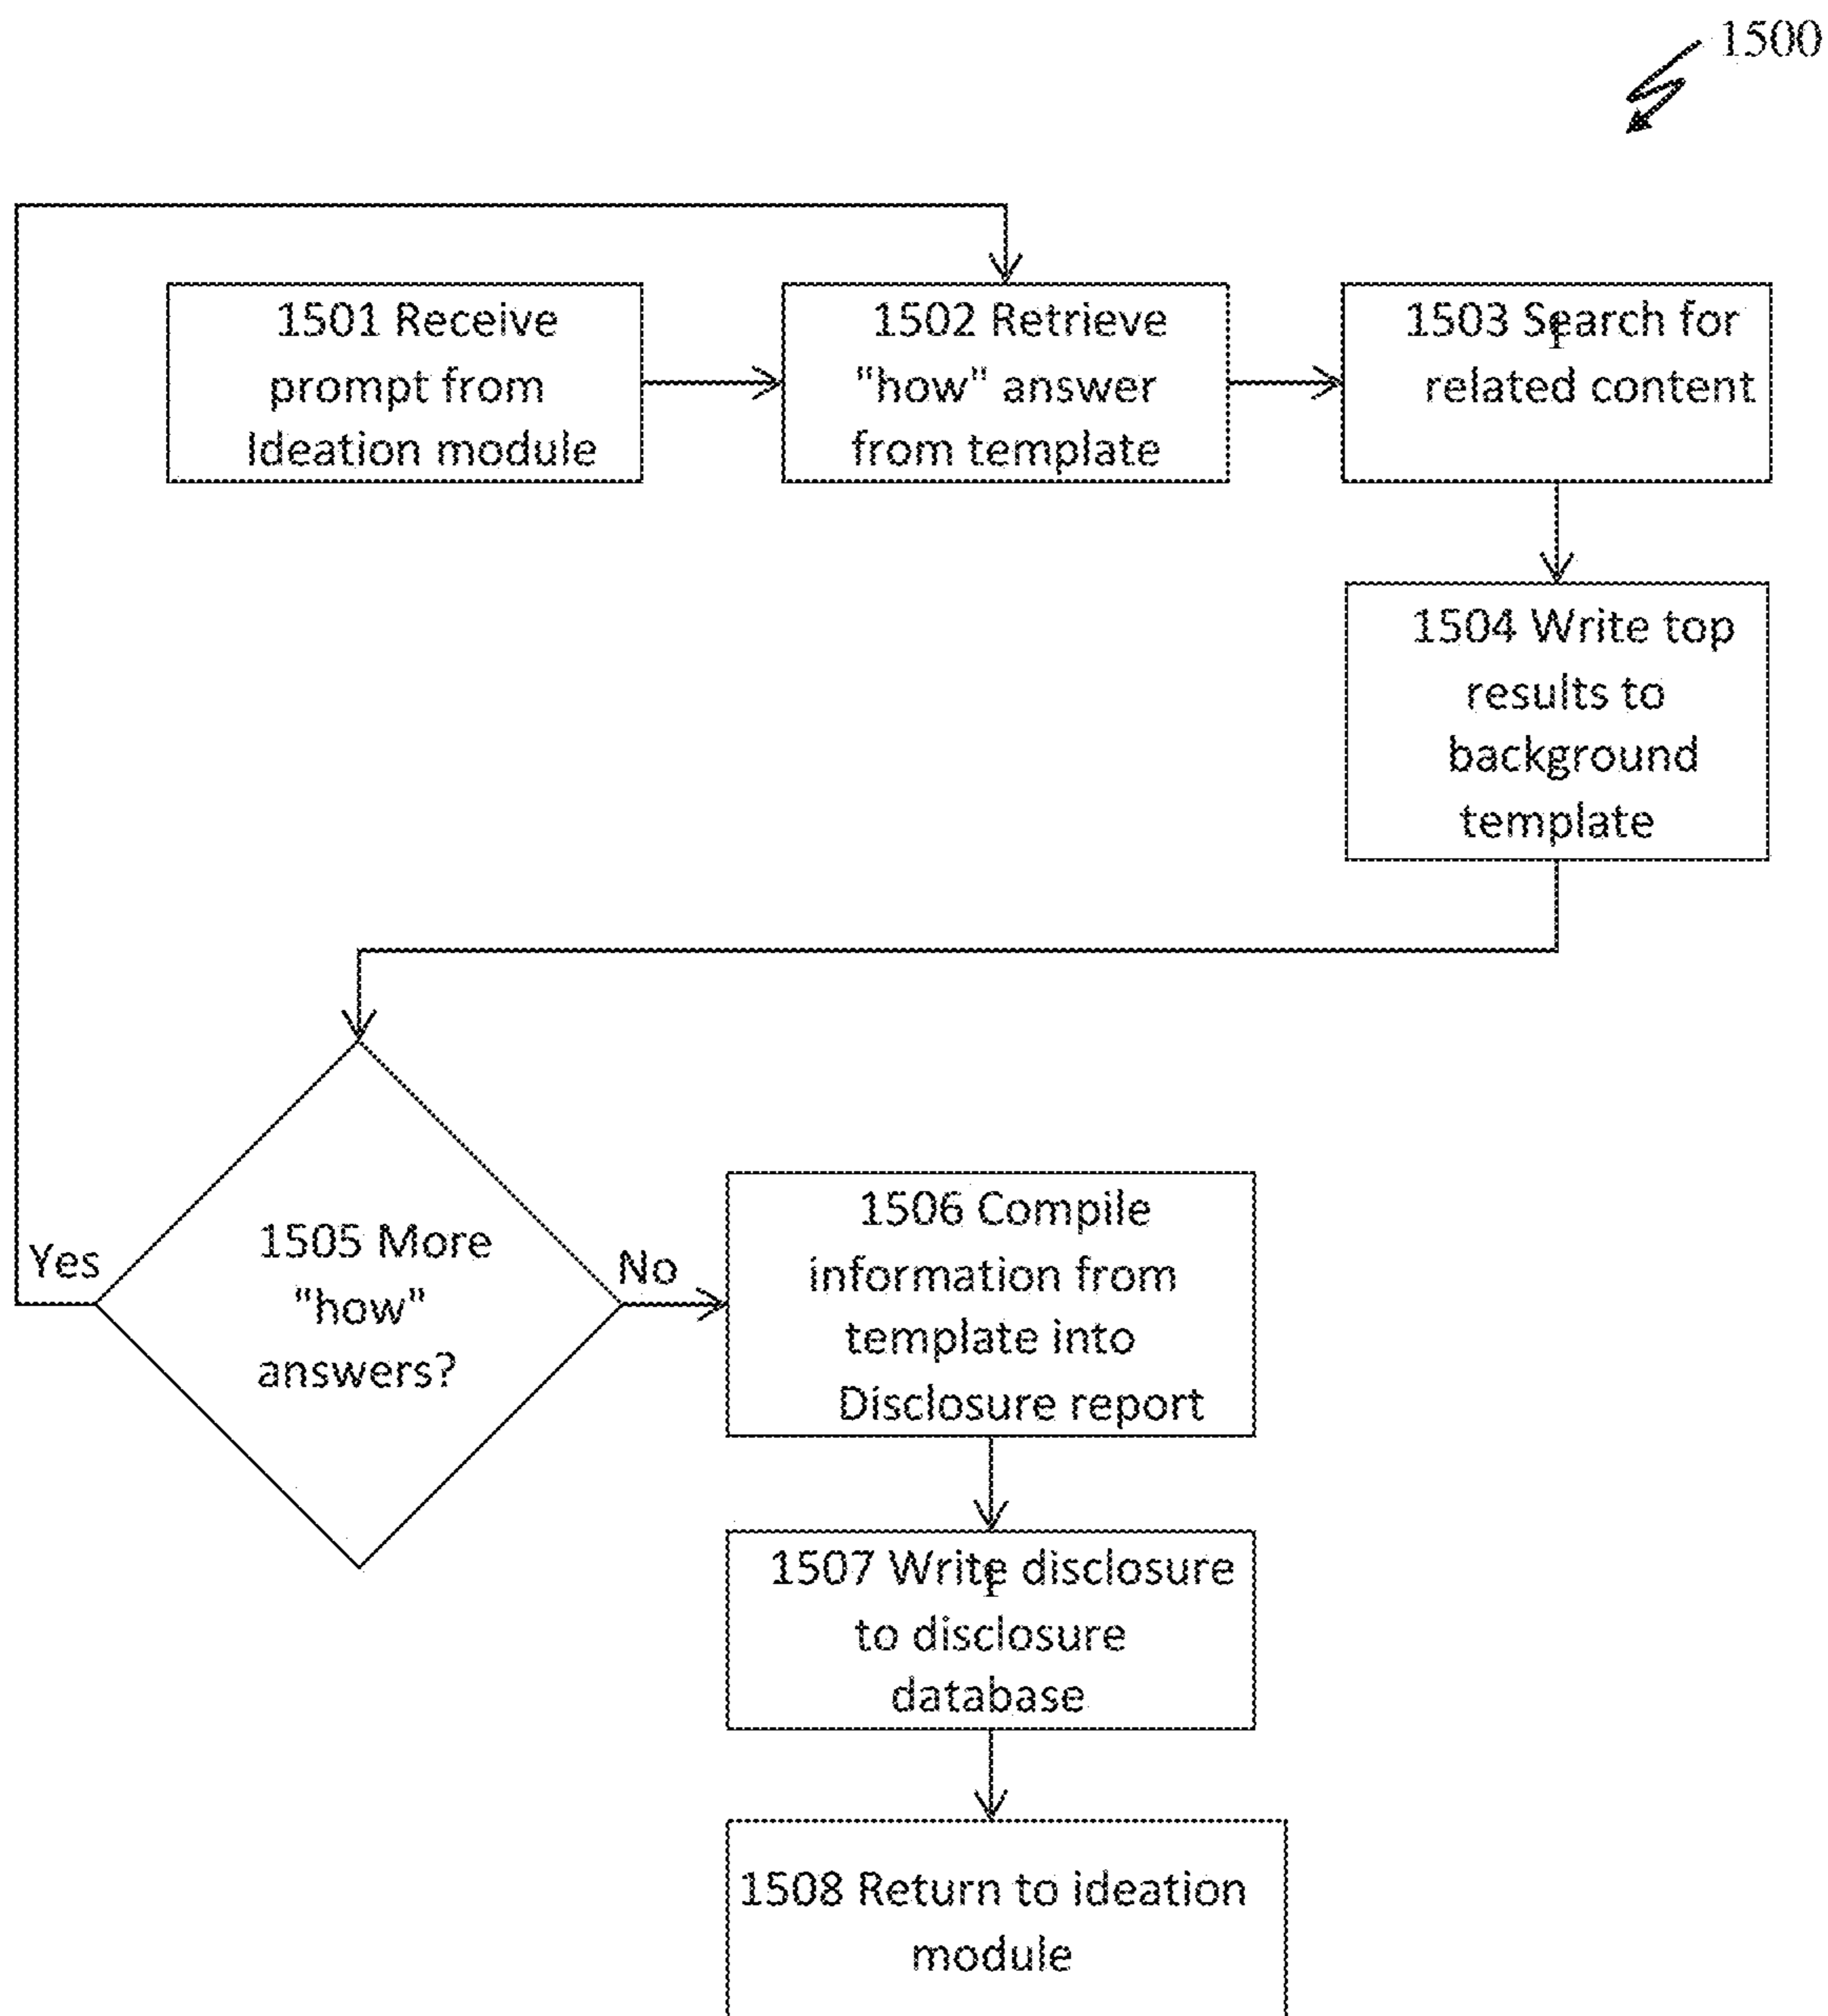 1500
1501 Receive
prompt from
Ideation module
1502 Retrieve
"how" answer
from template
1503 Search for
related content
1504 Write top
results to
background
template
1505 More
"how"
answers?
Yes
No
1506 Compile
information from
template into
Disclosure report
1507 Write disclosure
to disclosure
database
1508 Return to ideation
module